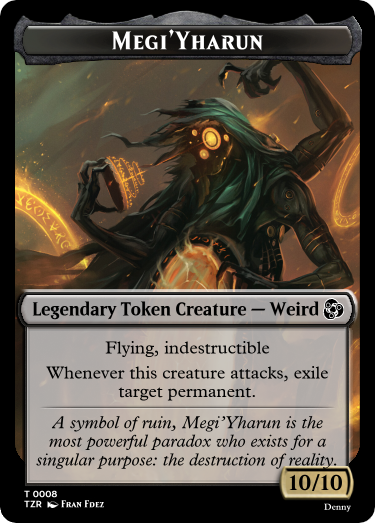 Megi'Yharun
Legendary Token Creature — Weird
Flying, indestructible
Whenever this creature attacks, exile
target permanent.
A symbol of ruin, Megi'Yharun is the
most powerful paradox who exists for a
singular purpose: the destruction of reality.
10/10
T 0008
TZR Fran Fdez
Denny